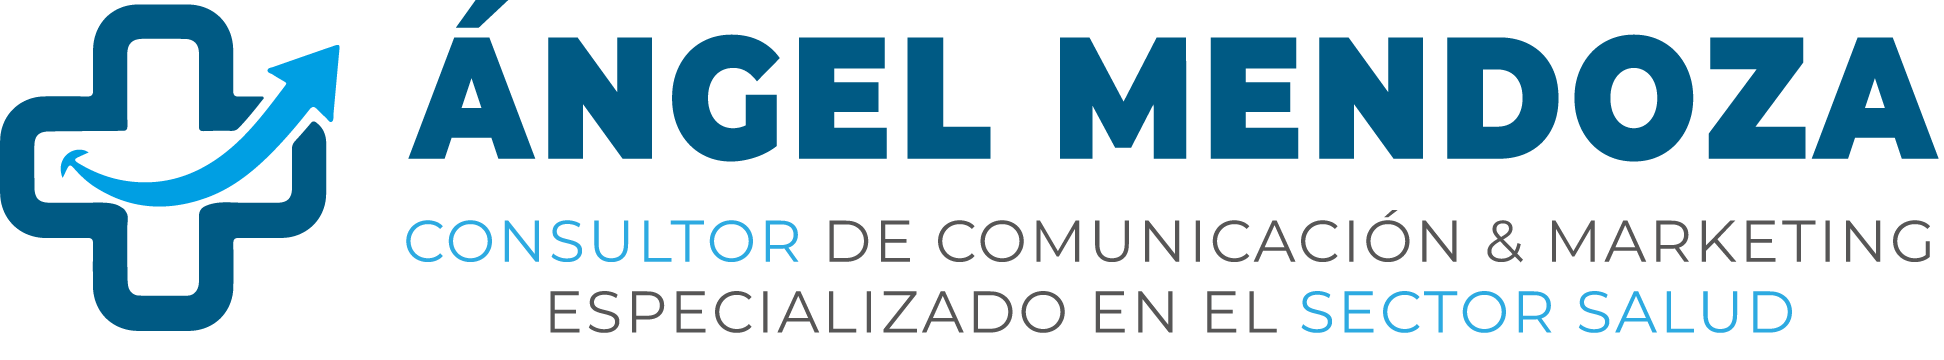 ÁNGEL MENDOZA
CONSULTOR DE COMUNICACIÓN & MARKETING
ESPECIALIZADO EN EL SECTOR SALUD